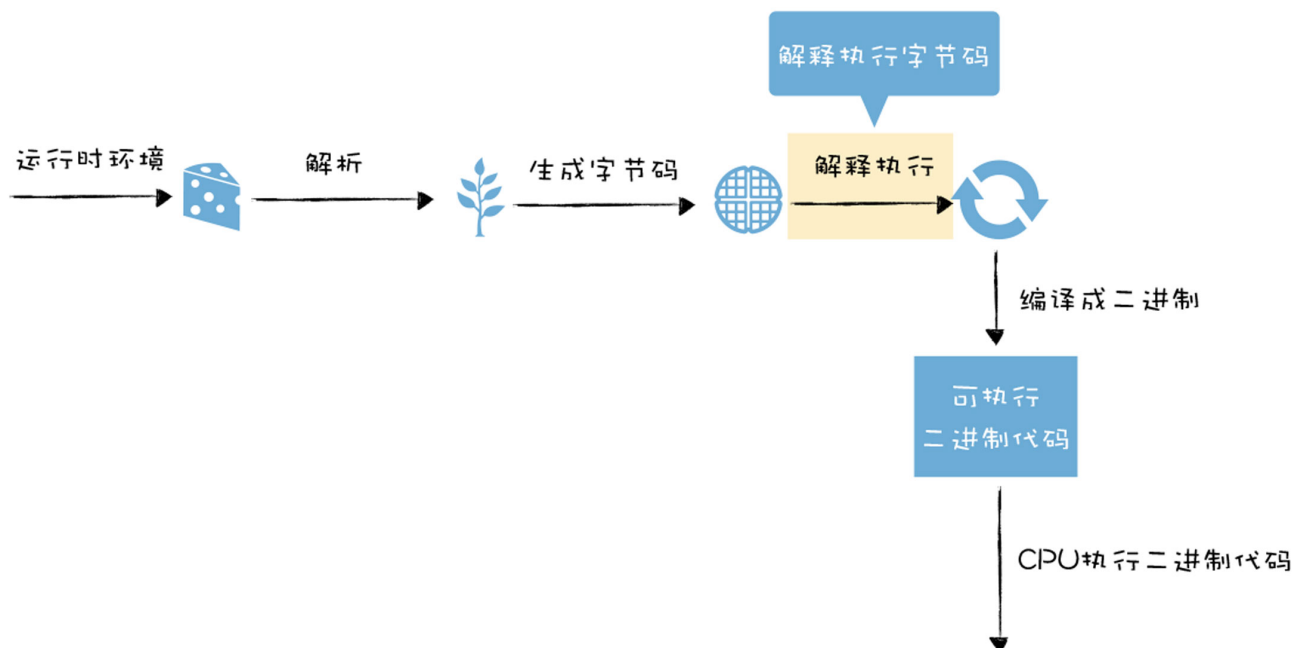 解释执行字节码
运行时环境
解析
生成字节码
解释执行
编译成二进制
可执行
二进制代码
CPU执行二进制代码